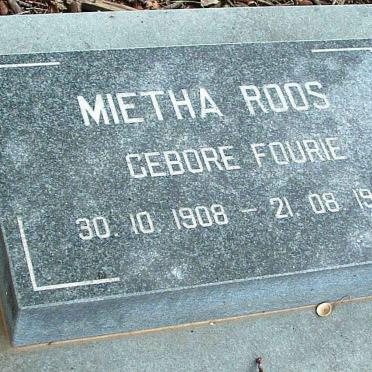 MIETHA ROOS
GEBORE FOURIE
30. 10. 1908 - 21. 08. 19